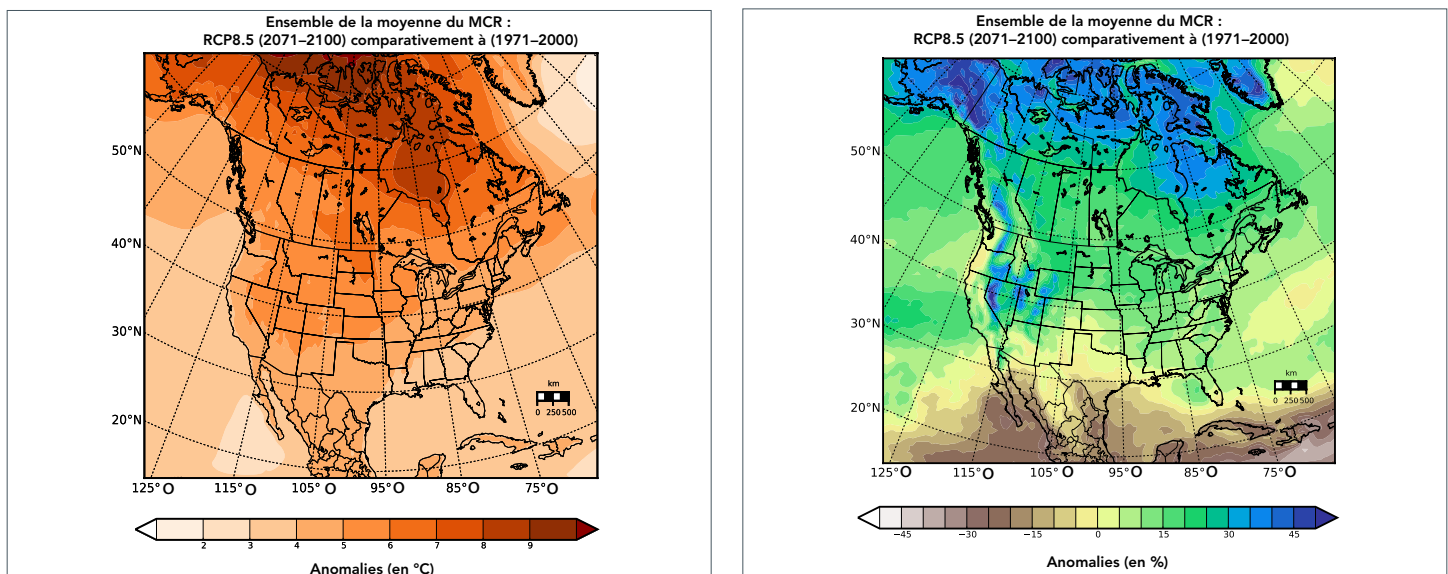 Ensemble de la moyenne du MCR :
RCP8.5 (2071–2100) comparativement à (1971–2000)
50°N
40°N
30°N
20°N
km
0 250 500
125°O 115°O 105°O 95°O 85°O 75°O
2 3 4 5 6 7 8 9
Anomalies (en °C)
Ensemble de la moyenne du MCR :
RCP8.5 (2071–2100) comparativement à (1971–2000)
50°N
40°N
30°N
20°N
km
0 250 500
125°O 115°O 105°O 95°O 85°O 75°O
−45 −30 −15 0 15 30 45
Anomalies (en %)